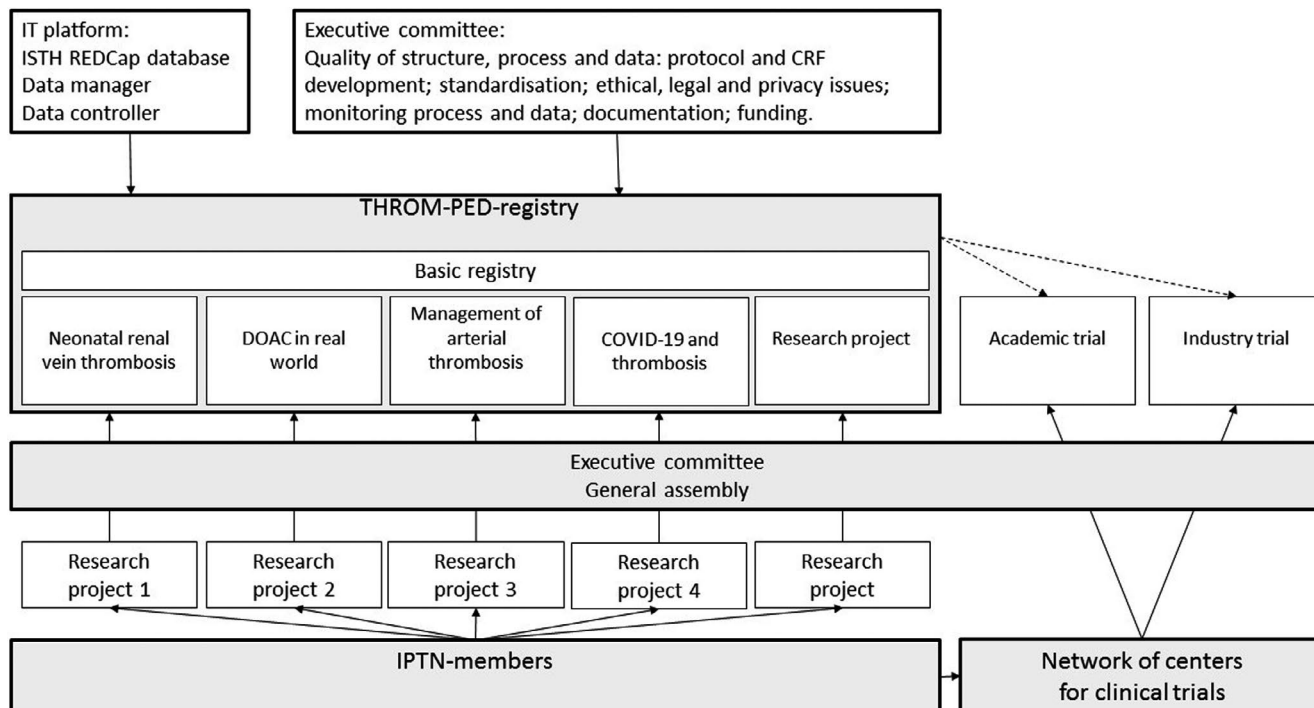 IT platform:
ISTH REDCap database
Data manager
Data controller
Executive committee:
Quality of structure, process and data: protocol and CRF
development; standardisation; ethical, legal and privacy issues;
monitoring process and data; documentation; funding.
THROM-PED-registry
Basic registry
Neonatal renal
vein thrombosis
DOAC in real
world
Management of
arterial
thrombosis
COVID-19 and
thrombosis
Research project
Academic trial
Industry trial
Executive committee
General assembly
Research
project 1
Research
project 2
Research
project 3
Research
project 4
Research
project
IPTN-members
Network of centers
for clinical trials